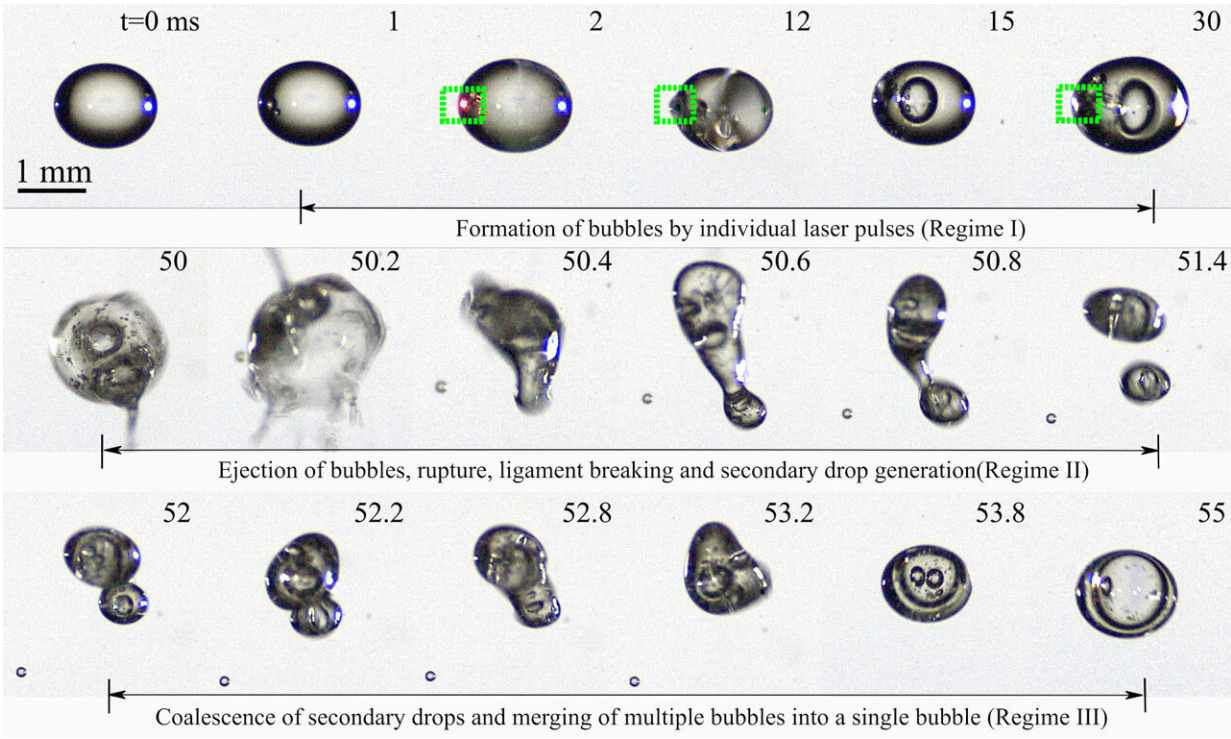 t=0 ms 1 2 12 15 30
1 mm
Formation of bubbles by individual laser pulses (Regime I)
50 50.2 50.4 50.6 50.8 51.4
Ejection of bubbles, rupture, ligament breaking and secondary drop generation(Regime II)
52 52.2 52.8 53.2 53.8 55
Coalescence of secondary drops and merging of multiple bubbles into a single bubble (Regime III)